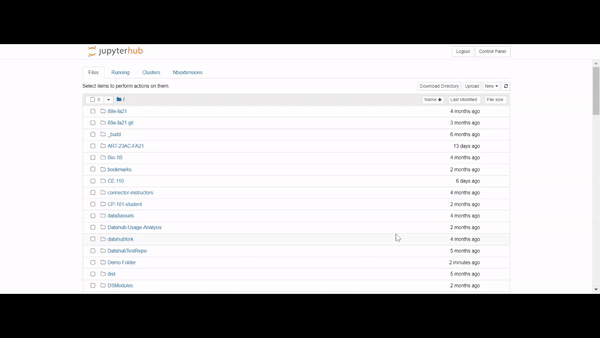 jupyterhub Logout Control Panel
Files Running Clusters Nbextensions
Select items to perform actions on them. Download Directory Upload New
0 / Name Last Modified File size
88e-fa21 4 months ago
88e-fa21.git 3 months ago
_build 6 months ago
ART-23AC-FA21 13 days ago
Bio-1B 4 months ago
bookmarks 2 months ago
CE-110 6 days ago
connector-instructors 4 months ago
CP-101-student 2 months ago
data8assets 4 months ago
Datahub-Usage-Analysis 2 months ago
datahubfork 4 months ago
DatahubTestRepo 5 months ago
Demo Folder 2 minutes ago
dist 5 months ago
DSModules 2 months ago